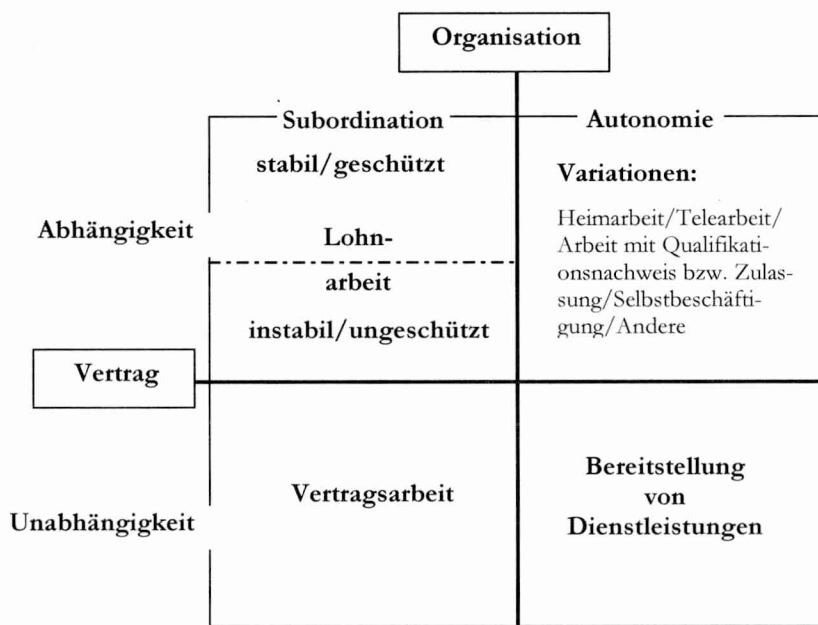 Organisation
Subordination
Autonomie
stabil/geschützt
Variationen:
Abhängigkeit
Heimarbeit/Telearbeit/
Arbeit mit Qualifikati-
onsnachweis bzw. Zulas-
sung/Selbstbeschäfti-
gung/Andere
Lohn-
arbeit
instabil/ungeschützt
Vertrag
Unabhängigkeit
Vertragsarbeit
Bereitstellung
von
Dienstleistungen